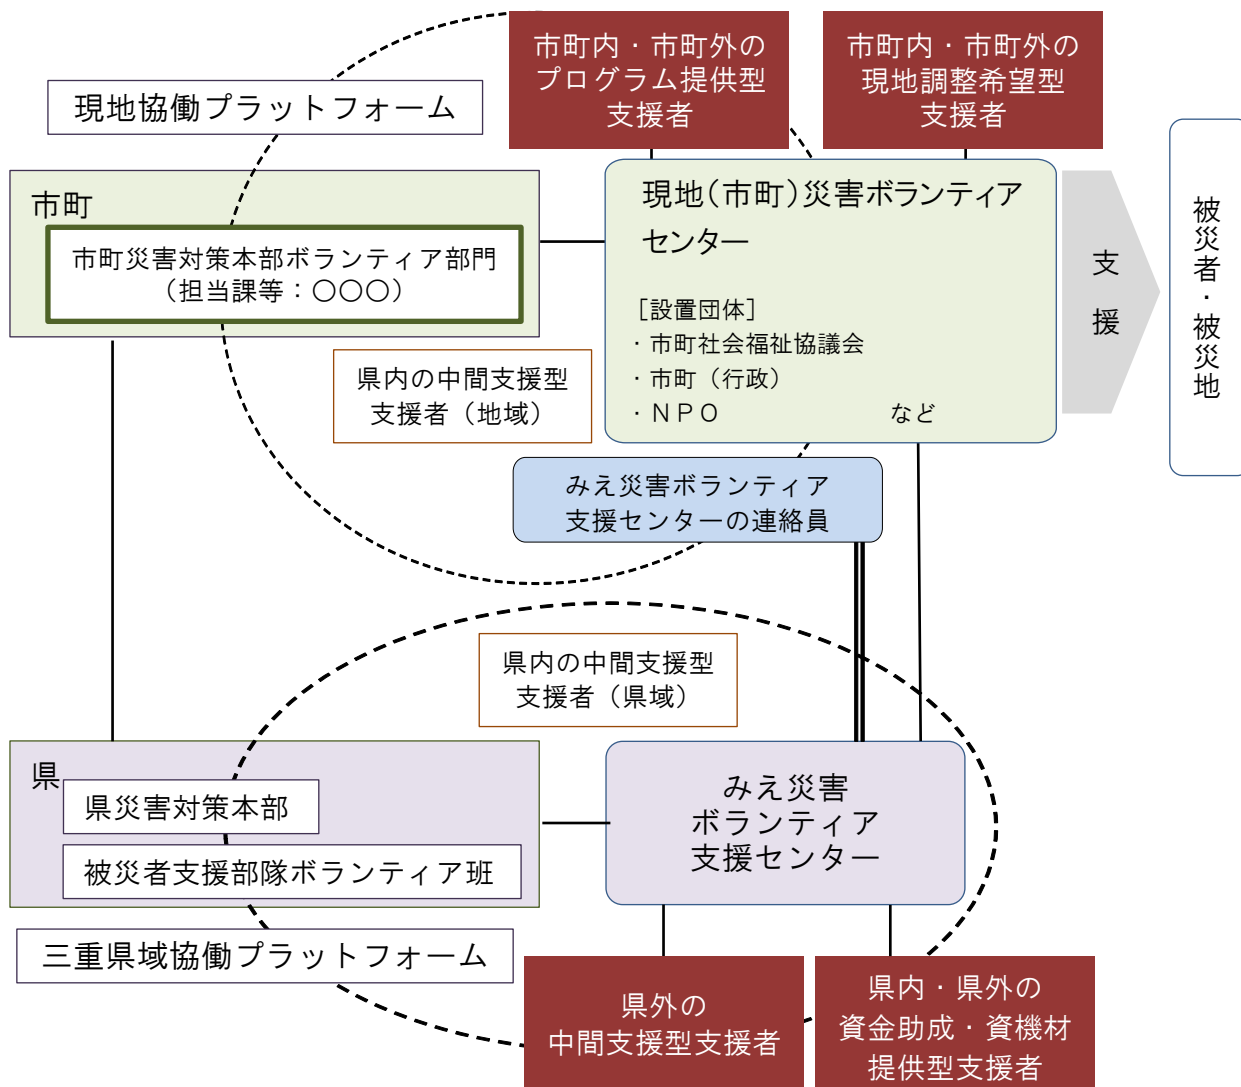 市町内・市町外の
プログラム提供型
支援者
市町内・市町外の
現地調整希望型
支援者
現地協働プラットフォーム
市町
市町災害対策本部ボランティア部門
（担当課等：〇〇〇）
現地（市町）災害ボランティア
センター
［設置団体］
・市町社会福祉協議会
・市町（行政）
・ＮＰＯ　　　　　　　など
支援
被災者・被災地
県内の中間支援型
支援者（地域）
みえ災害ボランティア
支援センターの連絡員
県内の中間支援型
支援者（県域）
県
県災害対策本部
被災者支援部隊ボランティア班
みえ災害
ボランティア
支援センター
三重県域協働プラットフォーム
県外の
中間支援型支援者
県内・県外の
資金助成・資機材
提供型支援者